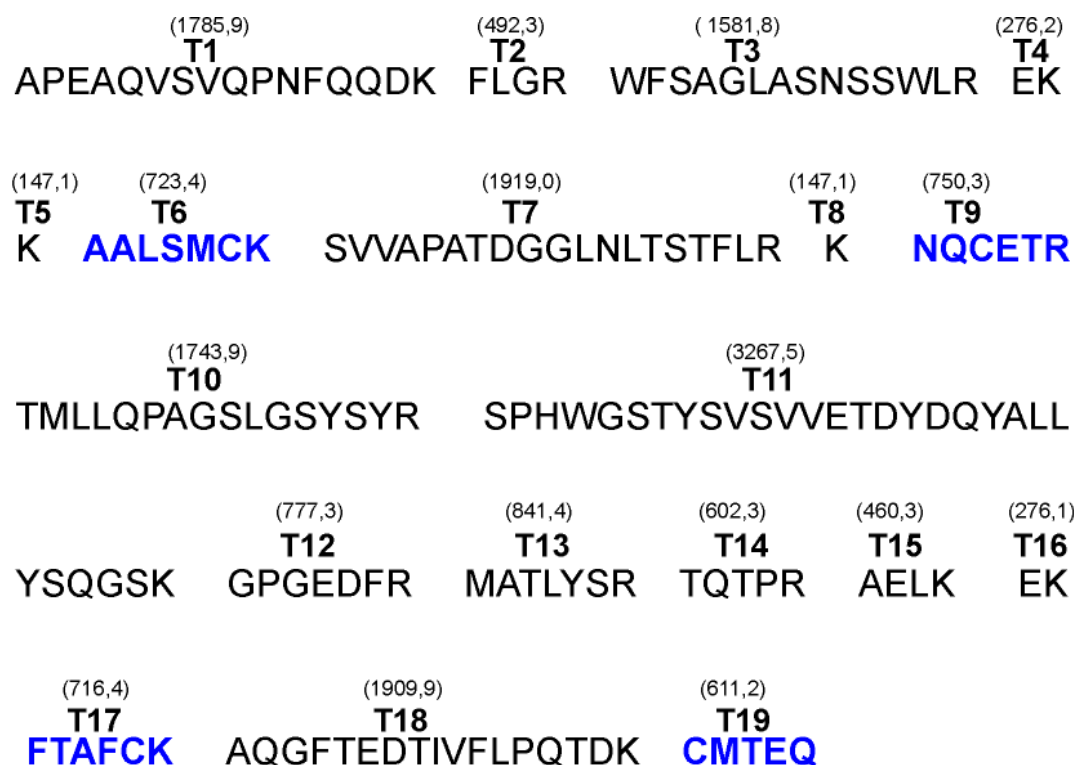 (1785,9) (492,3) ( 1581,8) (276,2)
T1 T2 T3 T4
APEAQVSVQPNFQQDK FLGR WFSAGLASNSSWLR EK
(147,1) (723,4) (1919,0) (147,1) (750,3)
T5 T6 T7 T8 T9
K AALSMCK SVVAPATDGGLNLTSTFLR K NQCETR
(1743,9) (3267,5)
T10 T11
TMLLQPAGSLGSYSYR SPHWGSTYSVSVVETDYDQYALL
(777,3) (841,4) (602,3) (460,3) (276,1)
T12 T13 T14 T15 T16
YSQGSK GPGEDFR MATLYSR TQTPR AELK EK
(716,4) (1909,9) (611,2)
T17 T18 T19
FTAFCK AQGFTEDTIVFLPQTDK CMTEQ